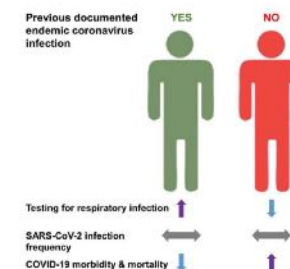 Previous documented YES NO
endemic coronavirus
infection
Testing for respiratory infection
SARS-CoV-2 infection
frequency
COVID-19 morbidity & mortality